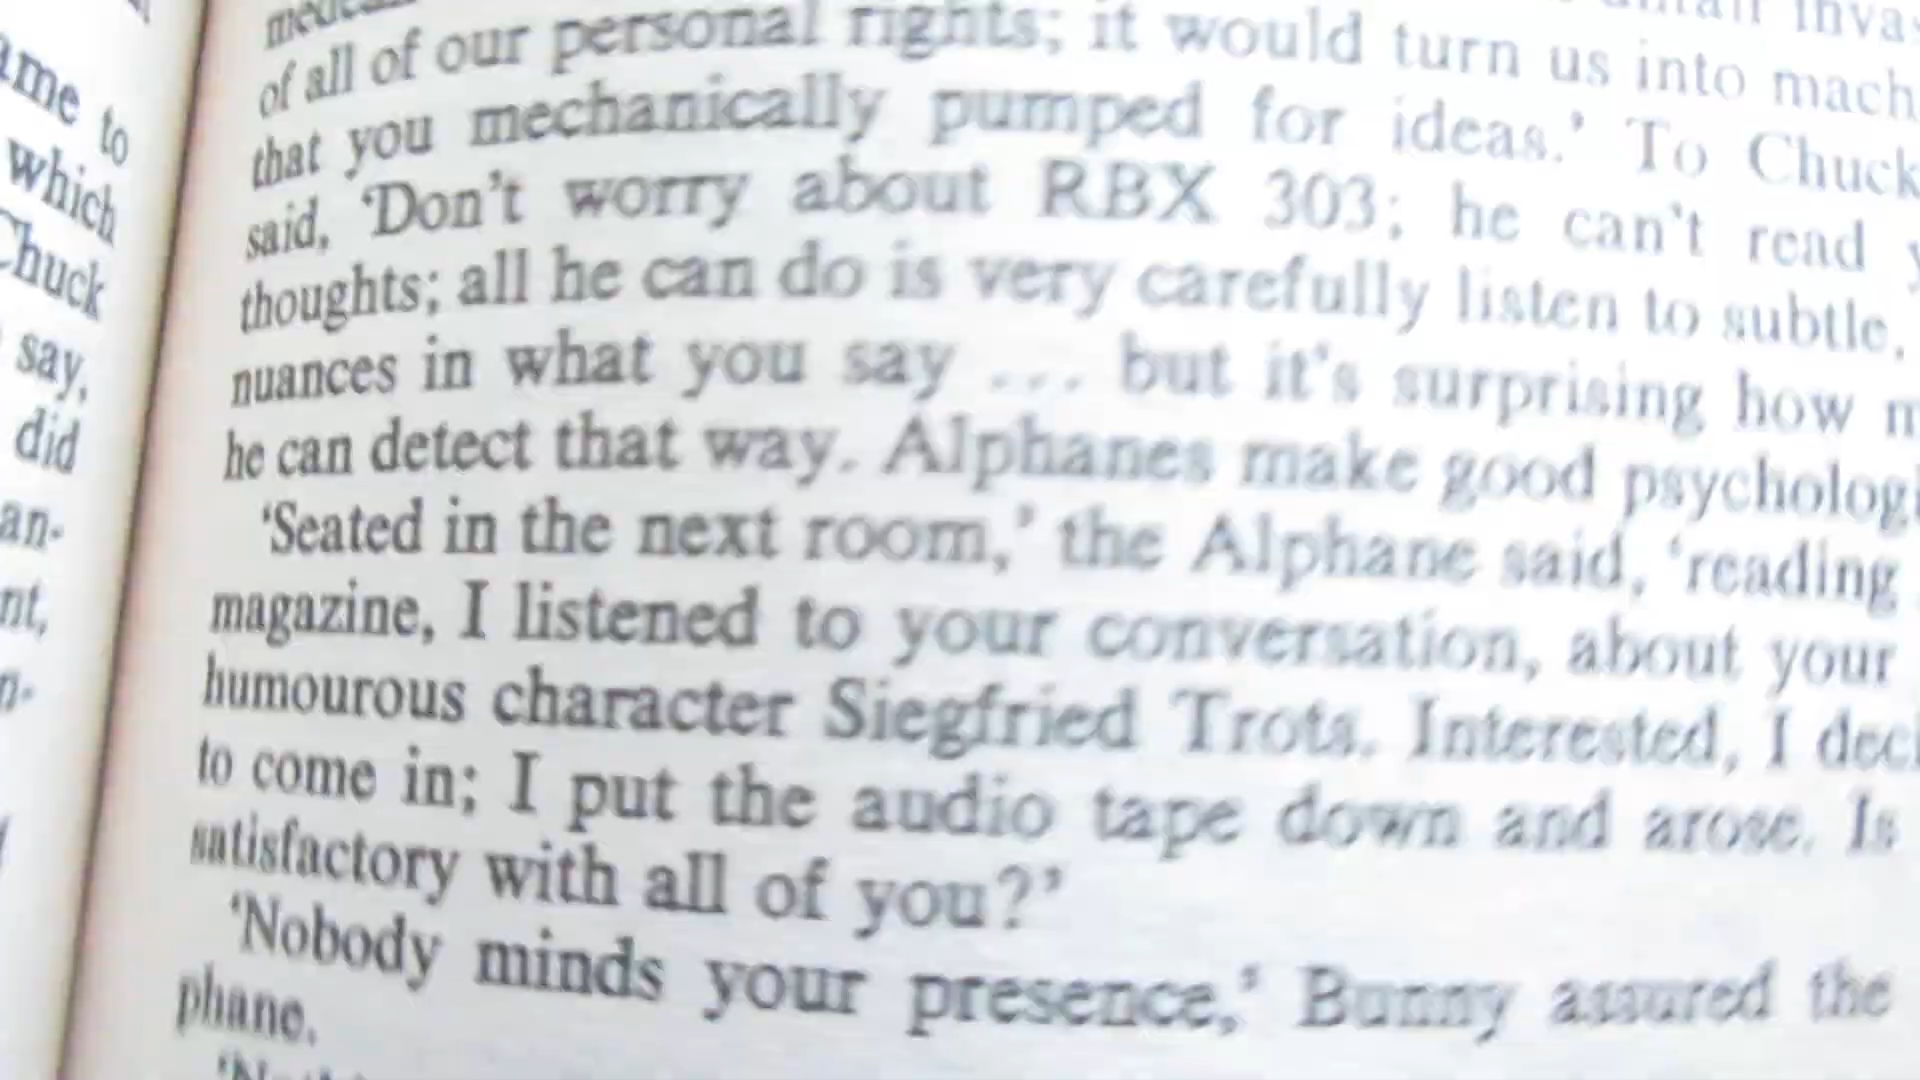 ame to
which
Chuck
say,
did
an-
nt,
n-
of all of our personal rights; it would turn us into mach
that you mechanically pumped for ideas.' To Chuck
said, 'Don't worry about RBX 303; he can't read
thoughts; all he can do is very carefully listen to subtle,
nuances in what you say ... but it's surprising how m
he can detect that way. Alphanes make good psychologi
'Seated in the next room,' the Alphane said, 'reading
magazine, I listened to your conversation, about your
humourous character Siegfried Trots. Interested, I deci
to come in; I put the audio tape down and arose. Is
satisfactory with all of you?'
'Nobody minds your presence,' Bunny assured the
phane.